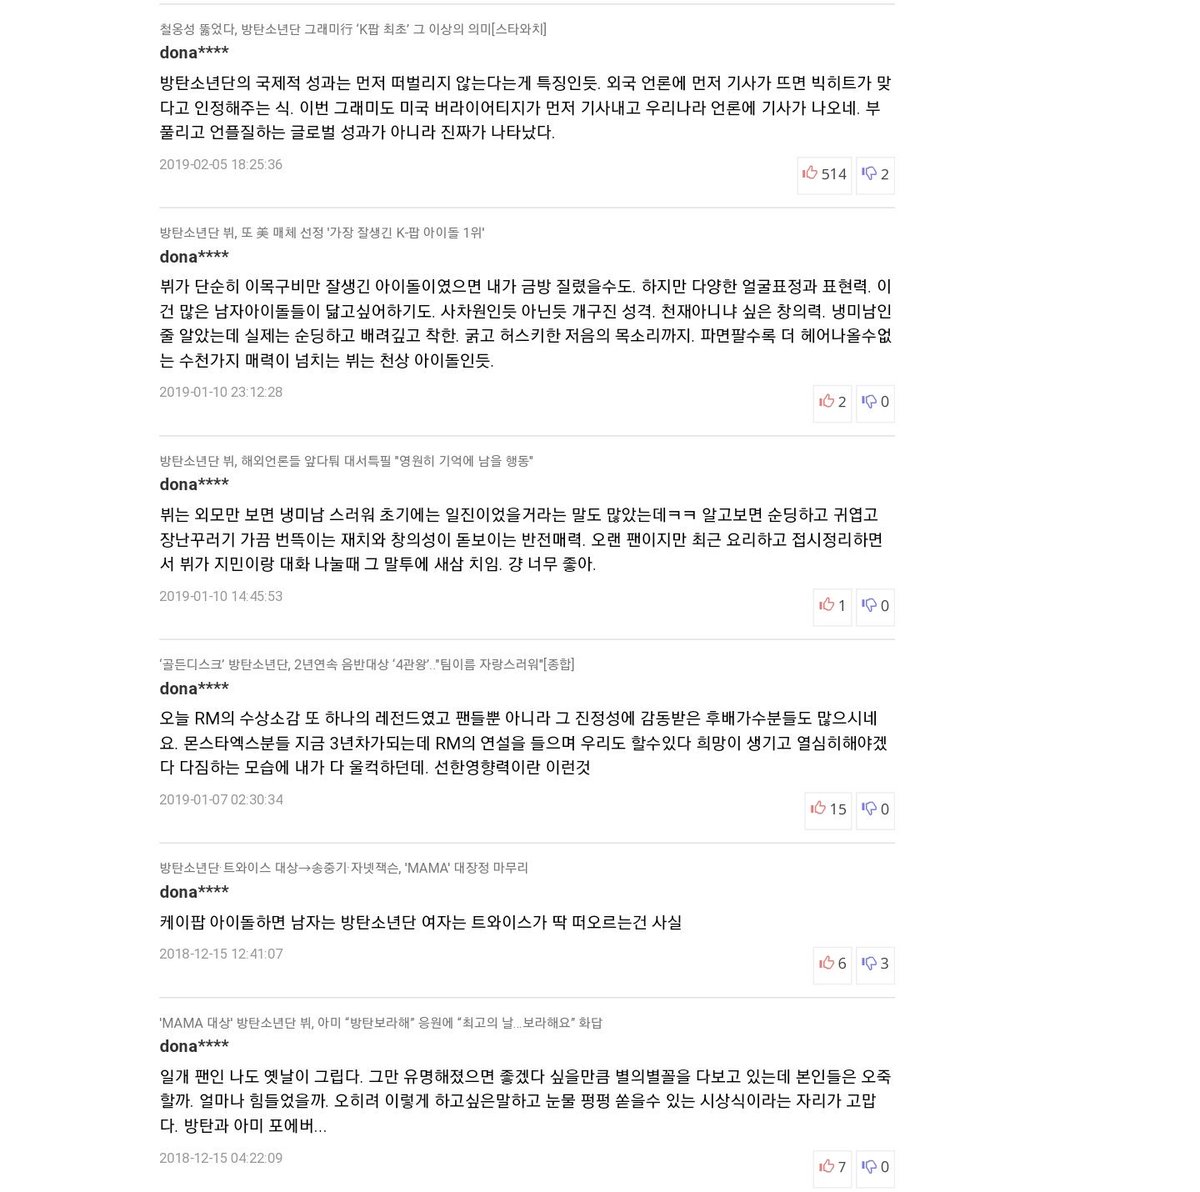 철옹성 뚫었다, 방탄소년단 그래미行 ‘K팝 최초’ 그 이상의 의미[스타와치]
dona****
방탄소년단의 국제적 성과는 먼저 떠벌리지 않는다는게 특징인듯. 외국 언론에 먼저 기사가 뜨면 빅히트가 맞
다고 인정해주는 식. 이번 그래미도 미국 버라이어티지가 먼저 기사내고 우리나라 언론에 기사가 나오네. 부
풀리고 언플질하는 글로벌 성과가 아니라 진짜가 나타났다.
2019-02-05 18:25:36
514 2
방탄소년단 뷔, 또 美 매체 선정 '가장 잘생긴 K-팝 아이돌 1위'
dona****
뷔가 단순히 이목구비만 잘생긴 아이돌이였으면 내가 금방 질렸을수도. 하지만 다양한 얼굴표정과 표현력. 이
건 많은 남자아이돌들이 닮고싶어하기도. 사차원인듯 아닌듯 개구진 성격. 천재아니냐 싶은 창의력. 냉미남인
줄 알았는데 실제는 순딩하고 배려깊고 착한. 굵고 허스키한 저음의 목소리까지. 파면팔수록 더 헤어나올수없
는 수천가지 매력이 넘치는 뷔는 천상 아이돌인듯.
2019-01-10 23:12:28
2 0
방탄소년단 뷔, 해외언론들 앞다퉈 대서특필 "영원히 기억에 남을 행동"
dona****
뷔는 외모만 보면 냉미남 스러워 초기에는 일진이었을거라는 말도 많았는데ㅋㅋ 알고보면 순딩하고 귀엽고
장난꾸러기 가끔 번뜩이는 재치와 창의성이 돋보이는 반전매력. 오랜 팬이지만 최근 요리하고 접시정리하면
서 뷔가 지민이랑 대화 나눌때 그 말투에 새삼 치임. 걍 너무 좋아.
2019-01-10 14:45:53
1 0
‘골든디스크’ 방탄소년단, 2년연속 음반대상 ‘4관왕’.."팀이름 자랑스러워"[종합]
dona****
오늘 RM의 수상소감 또 하나의 레전드였고 팬들뿐 아니라 그 진정성에 감동받은 후배가수분들도 많으시네
요. 몬스타엑스분들 지금 3년차가되는데 RM의 연설을 들으며 우리도 할수있다 희망이 생기고 열심히해야겠
다 다짐하는 모습에 내가 다 울컥하던데. 선한영향력이란 이런것
2019-01-07 02:30:34
15 0
방탄소년단·트와이스 대상→송중기·자넷잭슨, 'MAMA' 대장정 마무리
dona****
케이팝 아이돌하면 남자는 방탄소년단 여자는 트와이스가 딱 떠오르는건 사실
2018-12-15 12:41:07
6 3
'MAMA 대상' 방탄소년단 뷔, 아미 “방탄보라해” 응원에 “최고의 날...보라해요” 화답
dona****
일개 팬인 나도 옛날이 그립다. 그만 유명해졌으면 좋겠다 싶을만큼 별의별꼴을 다보고 있는데 본인들은 오죽
할까. 얼마나 힘들었을까. 오히려 이렇게 하고싶은말하고 눈물 펑펑 쏟을수 있는 시상식이라는 자리가 고맙
다. 방탄과 아미 포에버...
2018-12-15 04:22:09
7 0